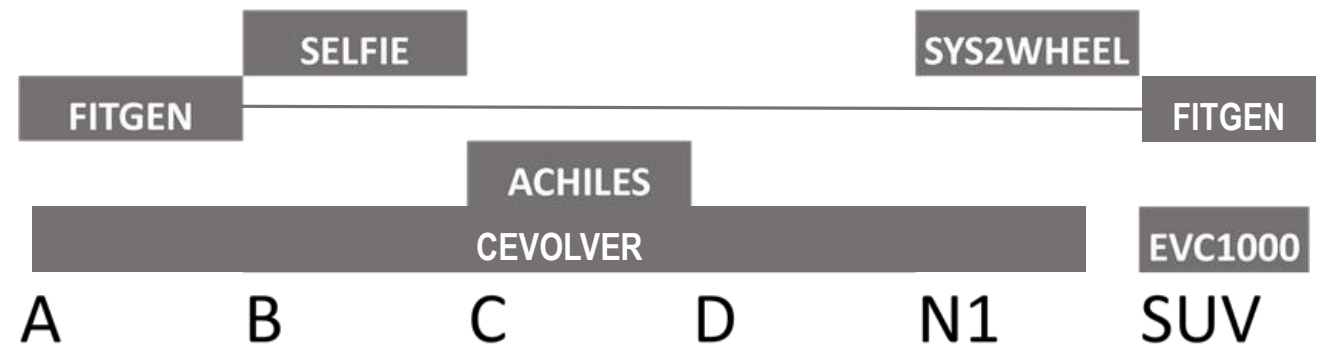 SELFIE SYS2WHEEL
FITGEN FITGEN
ACHILES
CEVOLVER EVC1000
A B C D N1 SUV